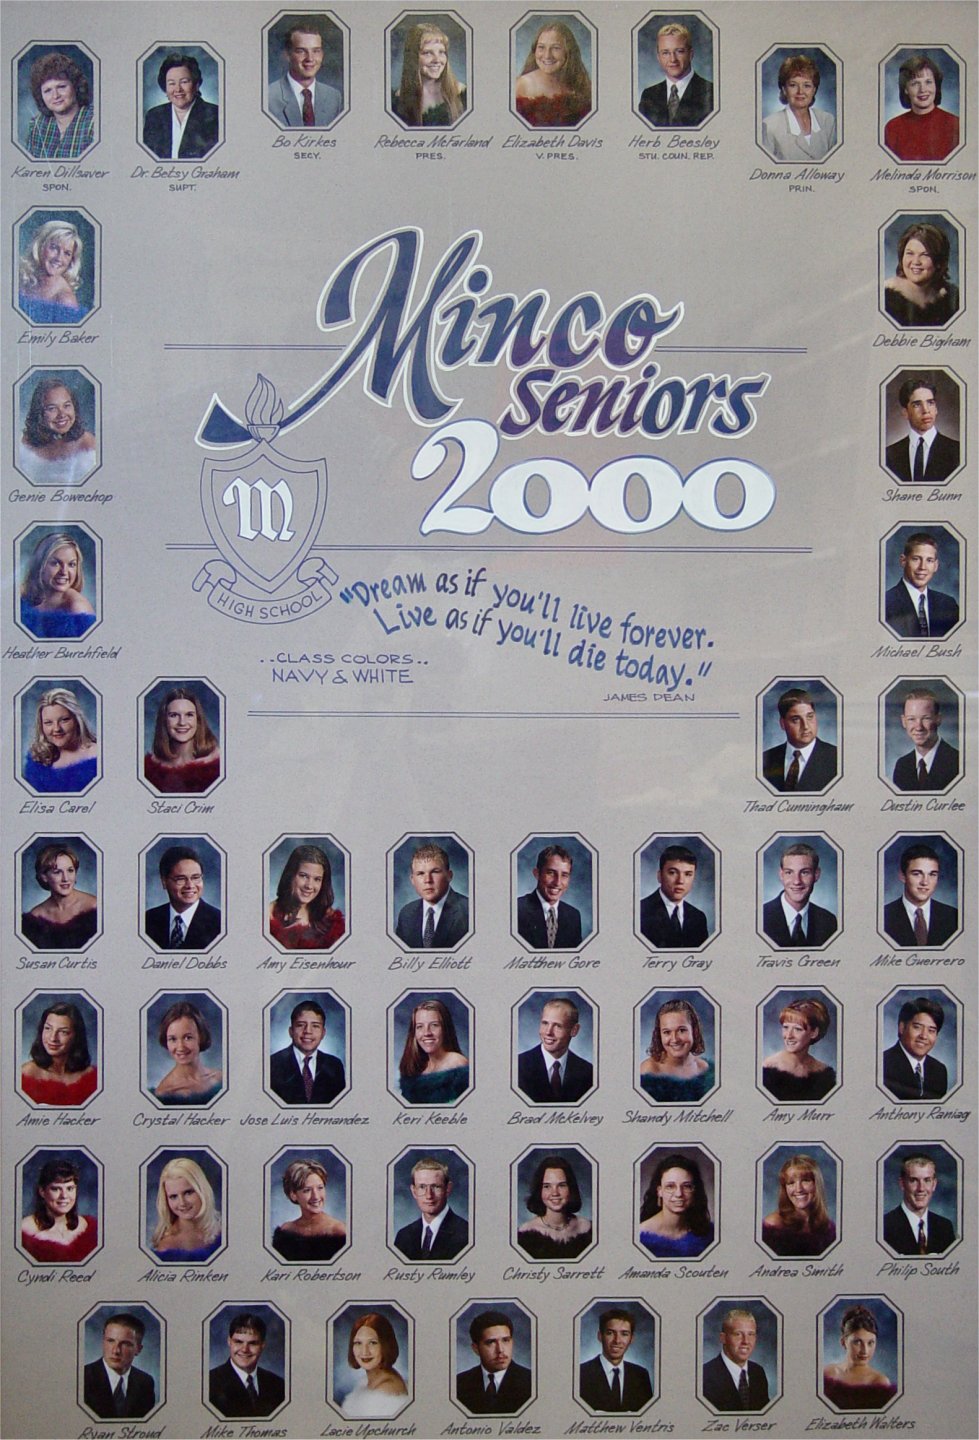 Bo Kirkes
SECY.
Rebecca McFarland
PRES.
Elizabeth Davis
V. PRES.
Herb Beesley
STU. COUN. REP.
Karen Dillsaver
SPON.
Dr. Betsy Graham
SUPT.
Donna Alloway
PRIN.
Melinda Morrison
SPON.
Emily Baker
Debbie Bigham
Minco
seniors
2000
M
HIGH SCHOOL
Genie Bowechop
Shane Bunn
"Dream as if you'll live forever.
Live as if you'll die today."
JAMES DEAN
..CLASS COLORS..
NAVY & WHITE
Heather Burchfield
Michael Bush
Elisa Carel
Staci Crim
Thad Cunningham
Dustin Curlee
Susan Curtis
Daniel Dobbs
Amy Eisenhour
Billy Elliott
Matthew Gore
Terry Gray
Travis Green
Mike Guerrero
Amie Hacker
Crystal Hacker
Jose Luis Hernandez
Keri Keeble
Brad McKelvey
Shandy Mitchell
Amy Murr
Anthony Raniag
Cyndi Reed
Alicia Rinken
Kari Robertson
Rusty Rumley
Christy Sarrett
Amanda Scouten
Andrea Smith
Philip South
Ryan Stroud
Mike Thomas
Lacie Upchurch
Antonio Valdez
Matthew Ventris
Zac Verser
Elizabeth Walters